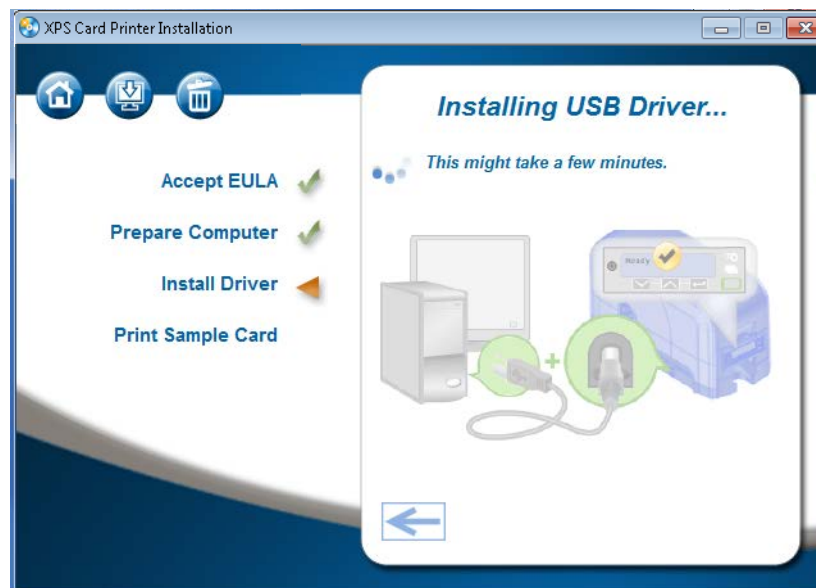 XPS Card Printer Installation
Installing USB Driver...
This might take a few minutes.
Accept EULA
Prepare Computer
Install Driver
Print Sample Card
Ready